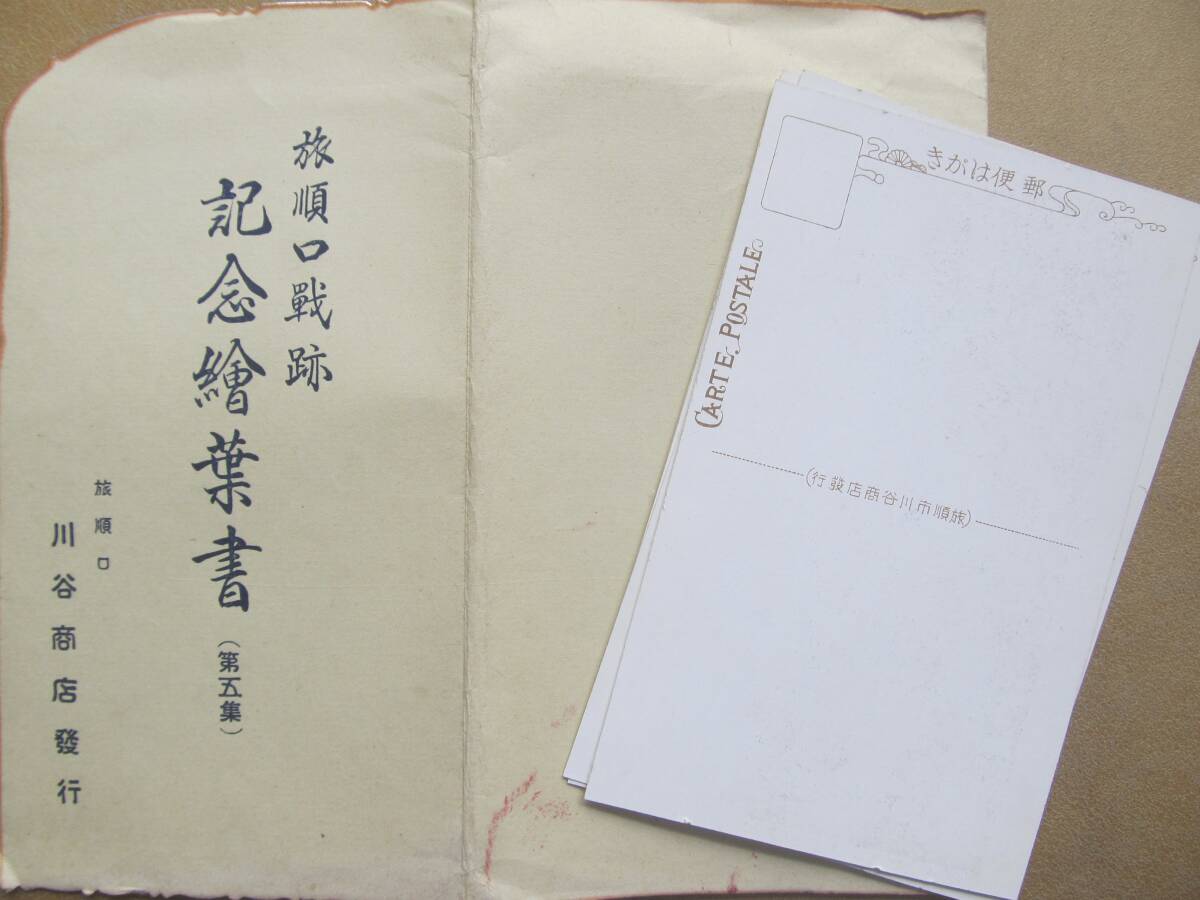 旅順口戰跡
記念繪葉書
(第五集)
旅順口
川谷商店發行
きがは便郵
CARTE POSTALE
(行發店商谷川市順旅)